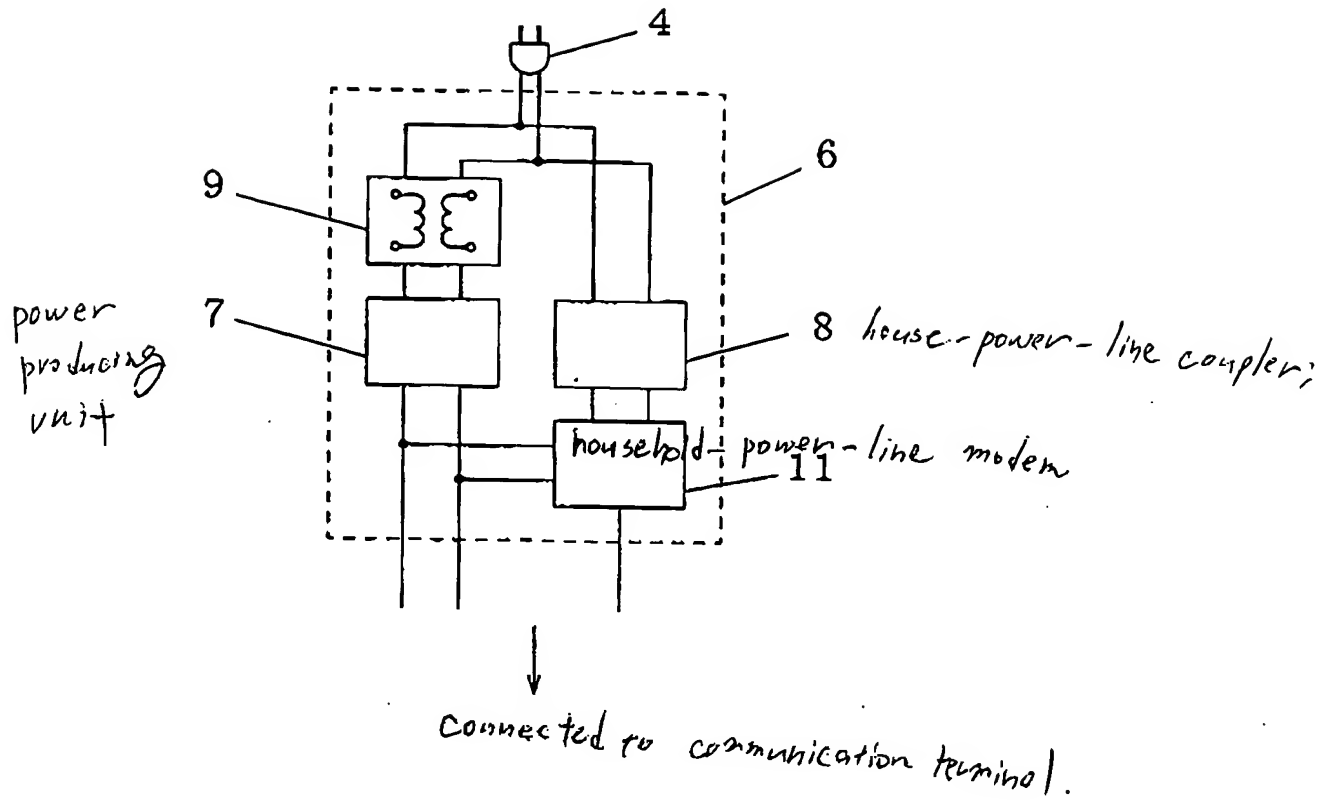 4
6
9
power
producing
unit
7
8 house-power-line coupler;
household-power-line modem
11
Connected to communication terminal.